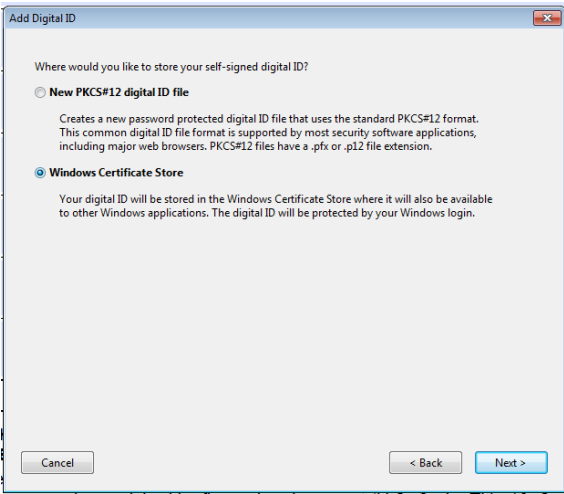 Add Digital ID
Where would you like to store your self-signed digital ID?
New PKCS#12 digital ID file
Creates a new password protected digital ID file that uses the standard PKCS#12 format.
This common digital ID file format is supported by most security software applications,
including major web browsers. PKCS#12 files have a .pfx or .p12 file extension.
Windows Certificate Store
Your digital ID will be stored in the Windows Certificate Store where it will also be available
to other Windows applications. The digital ID will be protected by your Windows login.
Cancel
< Back
Next >